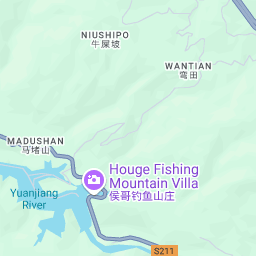 NIUSHIPO
牛屎坡
WANTIAN
弯田
MADUSHAN
马堵山
Houge Fishing
Mountain Villa
侯哥钓鱼山庄
Yuanjiang
River
S211